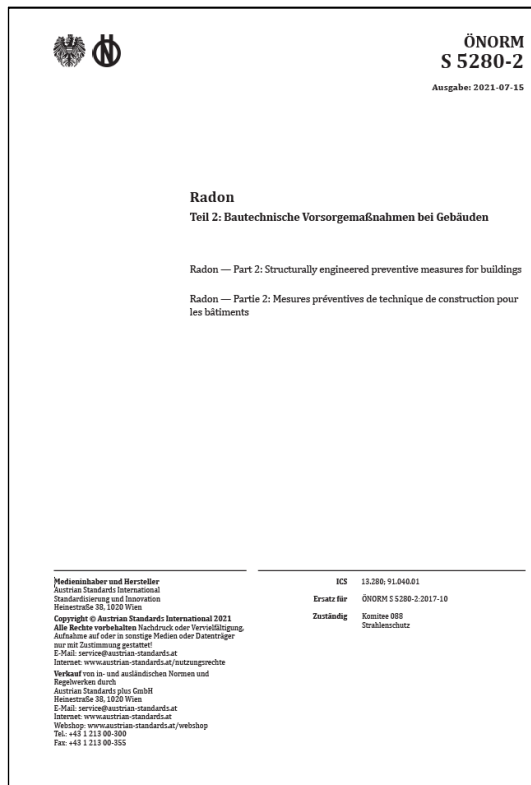 ÖNORM
S 5280-2
Ausgabe: 2021-07-15
Radon
Teil 2: Bautechnische Vorsorgemaßnahmen bei Gebäuden
Radon — Part 2: Structurally engineered preventive measures for buildings
Radon — Partie 2: Mesures préventives de technique de construction pour
les bâtiments
Medieninhaber und Hersteller
Austrian Standards International
Standardisierung und Innovation
Heinestraße 38, 1020 Wien
Copyright © Austrian Standards International 2021
Alle Rechte vorbehalten Nachdruck oder Vervielfältigung,
Aufnahme auf oder in sonstige Medien oder Datenträger
nur mit Zustimmung gestattet!
E-Mail: service@austrian-standards.at
Internet: www.austrian-standards.at/nutzungsrechte
Verkauf von in- und ausländischen Normen und
Regelwerken durch
Austrian Standards plus GmbH
Heinestraße 38, 1020 Wien
E-Mail: service@austrian-standards.at
Internet: www.austrian-standards.at
Webshop: www.austrian-standards.at/webshop
Tel.: +43 1 213 00-300
Fax: +43 1 213 00-355
ICS 13.280; 91.040.01
Ersatz für ÖNORM S 5280-2:2017-10
Zuständig Komitee 088
Strahlenschutz